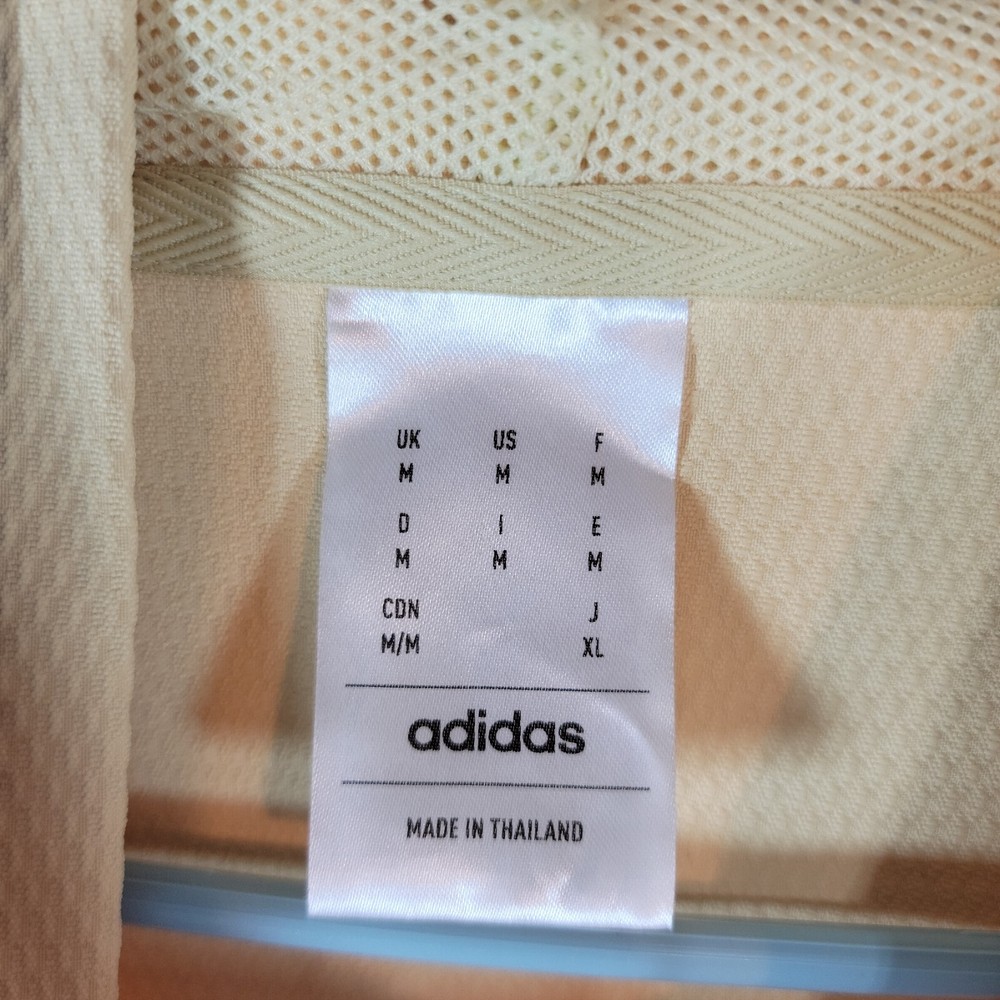 UK US F
M M M
D I E
M M M
CDN J
M/M XL
adidas
MADE IN THAILAND